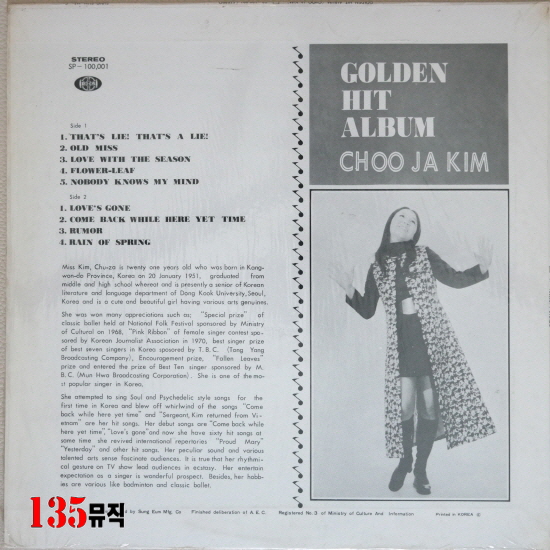 STEREO
SP-100,001
GOLDEN
HIT
ALBUM
CHOO JA KIM
Side 1
1. THAT'S LIE! THAT'S A LIE!
2. OLD MISS
3. LOVE WITH THE SEASON
4. FLOWER-LEAF
5. NOBODY KNOWS MY MIND
Side 2
1. LOVE'S GONE
2. COME BACK WHILE HERE YET TIME
3. RUMOR
4. RAIN OF SPRING
Miss Kim, Chu-za is twenty one years old who was born in Kang-
wan-do Province, Korea on 20 January 1951, graduated from
middle and high school whereat and is presently a senior of Korean
literature and language department of Dong Kook University, Seoul,
Korea and is a cute and beautiful girl having various arts genuines.
She was won many appreciations such as; "Special prize" of
classic ballet field at National Folk Festival sponsored by Ministry
of Cultural on 1968, "Pink Ribbon" of female singer contest spo-
sored by Korean Journalist Association in 1970, best singer prize
of best seven singers in Korea sposored by T.B.C. (Tong Yang
Broadcasting Company), Encouragement prize, "Fallen Leaves"
prize and entered the prize of Best Ten singer sponsored by M.
B.C. (Mun Hwa Broadcasting Corporation). She is one of the mo-
st popular singer in Korea.
She attempted to sing Soul and Psychedelic style songs for the
first time in Korea and blew off whirlwind of the songs "Come
back while here yet time" and "Sergeant, Kim returned from Vi-
etnam" are her hit songs. Her debut songs are "Come back while
here yet time", "Love's gone" and now she have sixty hit songs at
same time she revived international repertories "Proud Mary"
"Yesterday" and other hit songs. Her peculiar sound and various
talented arts sense fascinate audiences. It is true that her rhythmi-
cal gesture on TV show lead audiences in ecstasy. Her entertain
expectation as a singer is wonderful prospect. Besides, her hobb-
ies are various like badminton and classic ballet.
135뮤직
by Sung Eum Mfg. Co. Finished deliberation of A.E.C. Registered No.3 of Ministry of Culture And Information Printed in KOREA